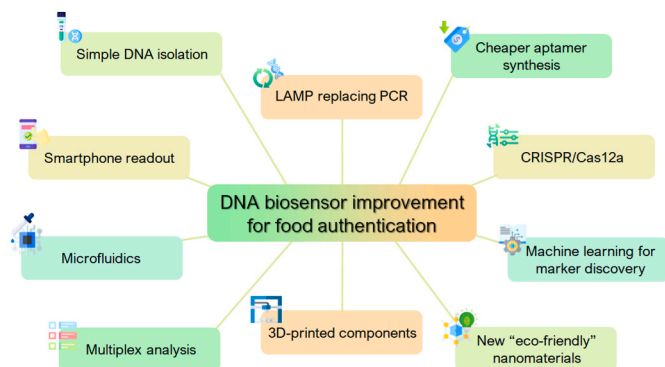 Simple DNA isolation
LAMP replacing PCR
Cheaper aptamer
synthesis
Smartphone readout
CRISPR/Cas12a
DNA biosensor improvement
for food authentication
Microfluidics
Machine learning for
marker discovery
Multiplex analysis
3D-printed components
New “eco-friendly”
nanomaterials